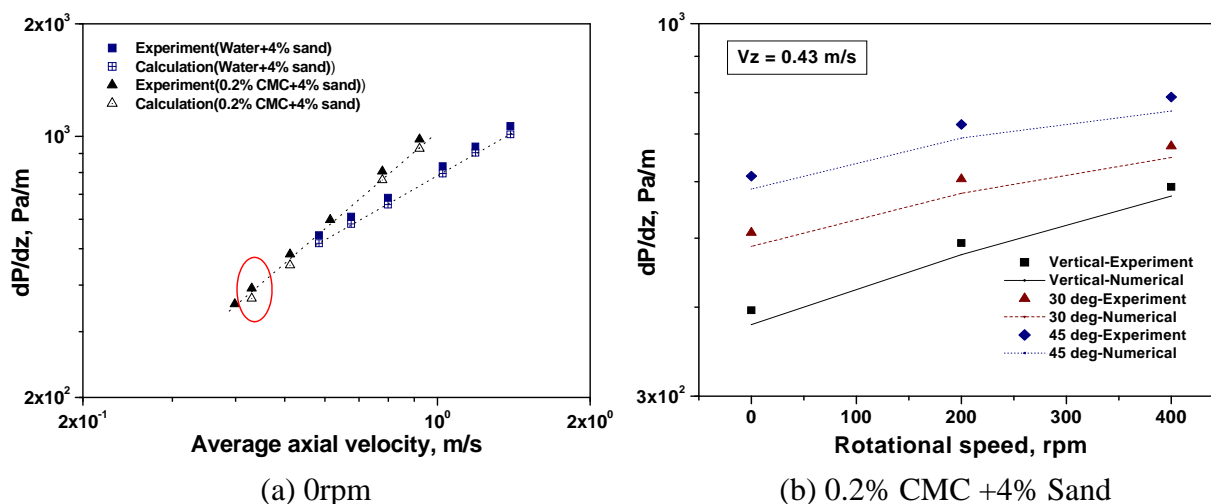 2x10³
10³
2x10²
dP/dz, Pa/m
Experiment(Water+4% sand)
Calculation(Water+4% sand))
Experiment(0.2% CMC+4% sand))
Calculation(0.2% CMC+4% sand)
2x10⁻¹
10⁰
2x10⁰
Average axial velocity, m/s
(a) 0rpm
10³
3x10²
dP/dz, Pa/m
Vz = 0.43 m/s
Vertical-Experiment
Vertical-Numerical
30 deg-Experiment
30 deg-Numerical
45 deg-Experiment
45 deg-Numerical
0
100
200
300
400
Rotational speed, rpm
(b) 0.2% CMC +4% Sand